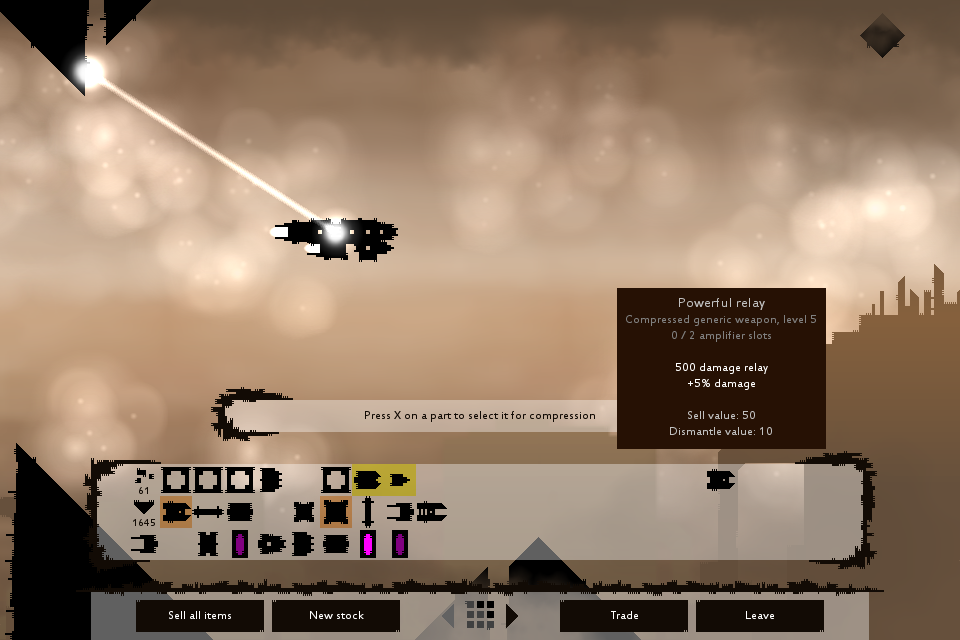 Powerful relay
Compressed generic weapon, level 5
0 / 2 amplifier slots
500 damage relay
+5% damage
Sell value: 50
Dismantle value: 10
Press X on a part to select it for compression
61
1645
Sell all items
New stock
Trade
Leave